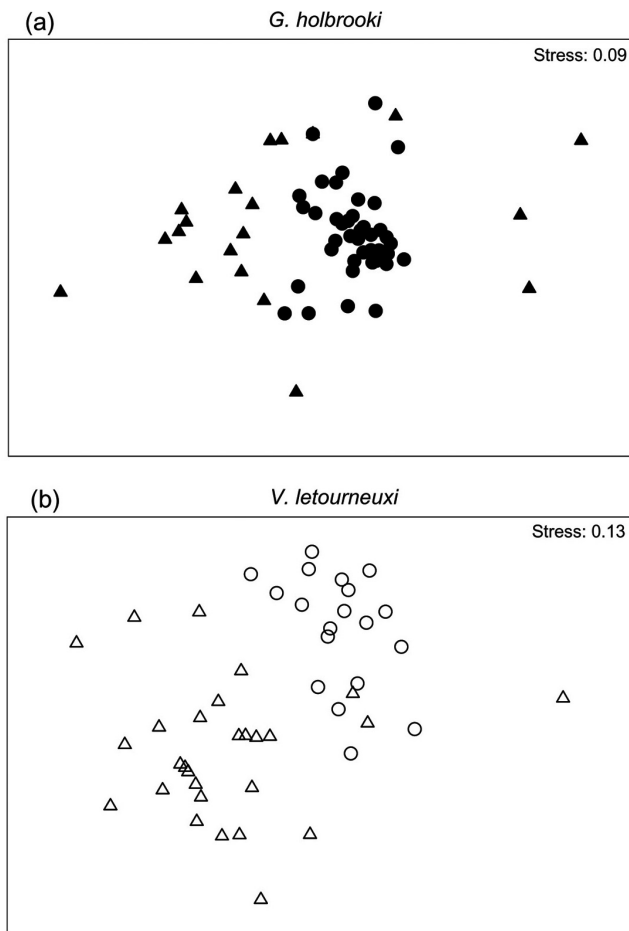 (a)
G. holbrooki
Stress: 0.09
(b)
V. letourneuxi
Stress: 0.13